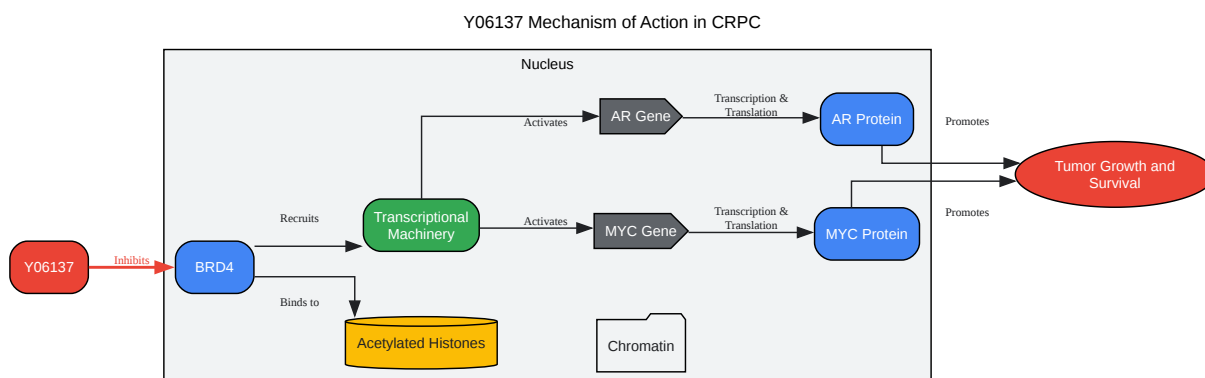 Y06137 Mechanism of Action in CRPC
Nucleus
Transcription &
Translation
AR Gene
Activates
AR Protein
Promotes
Tumor Growth and
Survival
Recruits
Transcriptional
Machinery
Activates
MYC Gene
Transcription &
Translation
MYC Protein
Promotes
Y06137
Inhibits
BRD4
Binds to
Acetylated Histones
Chromatin